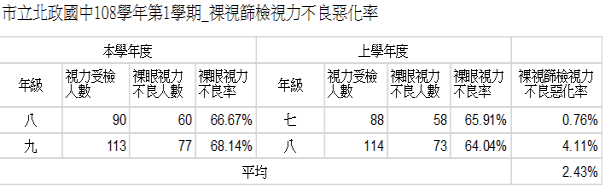 市立北政國中108學年第1學期_裸視篩檢視力不良惡化率
本學年度 上學年度
年級 視力受檢人數 裸眼視力不良人數 裸眼視力不良率 年級 視力受檢人數 裸眼視力不良人數 裸眼視力不良率 裸視篩檢視力不良惡化率
八 90 60 66.67% 七 88 58 65.91% 0.76%
九 113 77 68.14% 八 114 73 64.04% 4.11%
平均 2.43%